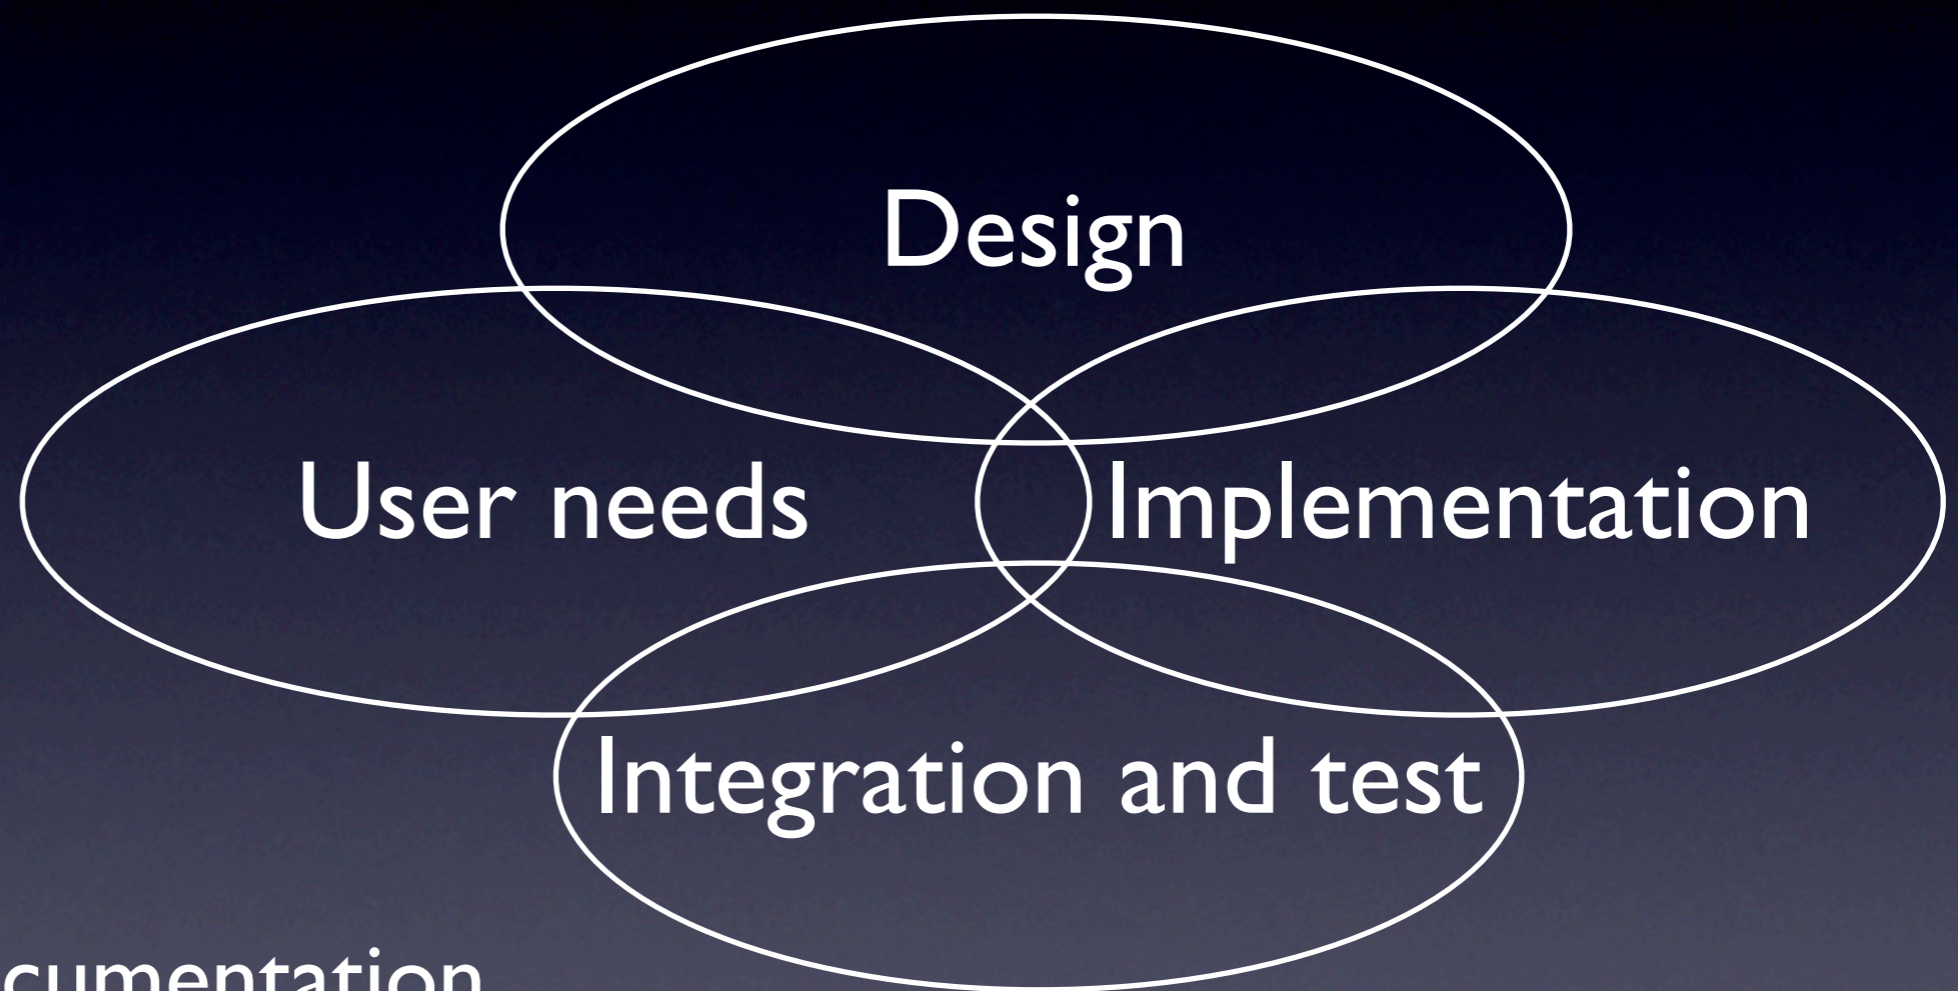 Design
User needs
Implementation
Integration and test
cumentation